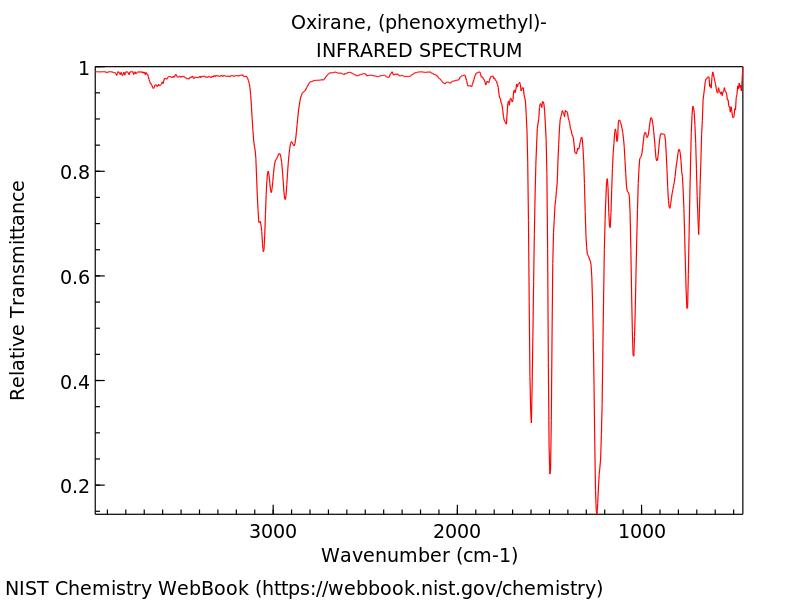 Oxirane, (phenoxymethyl)-
INFRARED SPECTRUM
1
0.8
0.6
0.4
0.2
Relative Transmittance
3000 2000 1000
Wavenumber (cm-1)
NIST Chemistry WebBook (https://webbook.nist.gov/chemistry)